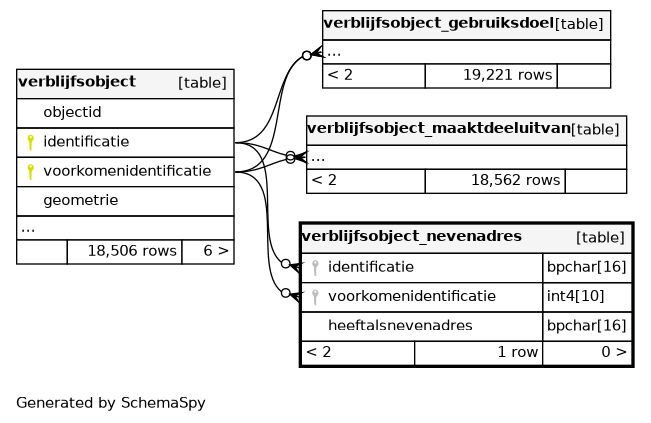 verblijfsobject [table]
objectid
identificatie
voorkomenidentificatie
geometrie
...
18,506 rows 6 >
verblijfsobject_gebruiksdoel [table]
...
< 2 19,221 rows
verblijfsobject_maaktdeeluitvan [table]
...
< 2 18,562 rows
verblijfsobject_nevenadres [table]
identificatie bpchar[16]
voorkomenidentificatie int4[10]
heeftalsnevenadres bpchar[16]
< 2 1 row 0 >
Generated by SchemaSpy